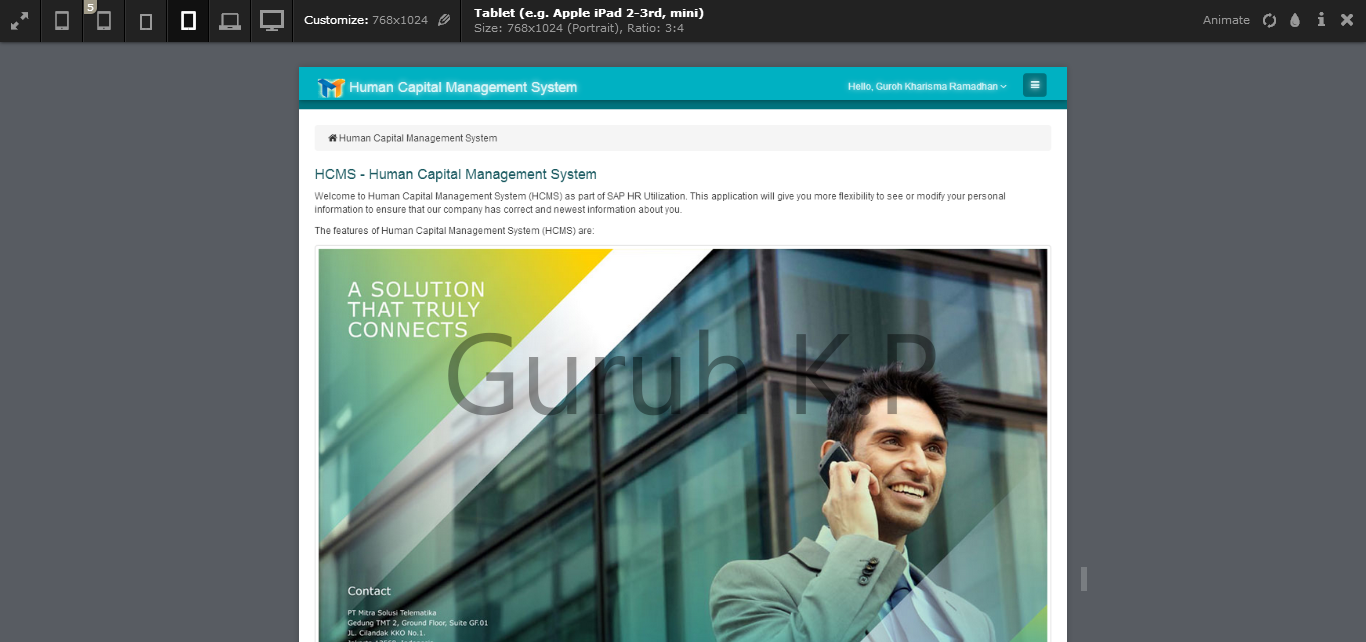 5
Customize: 768x1024
Tablet (e.g. Apple iPad 2-3rd, mini)
Size: 768x1024 (Portrait), Ratio: 3:4
Animate
Human Capital Management System
Hello, Guroh Kharisma Ramadhan
Human Capital Management System
HCMS - Human Capital Management System
Welcome to Human Capital Management System (HCMS) as part of SAP HR Utilization. This application will give you more flexibility to see or modify your personal
information to ensure that our company has correct and newest information about you.
The features of Human Capital Management System (HCMS) are:
A SOLUTION
THAT TRULY
CONNECTS
Guruh K.R
Contact
PT Mitra Solusi Telematika
Gedung TMT 2, Ground Floor, Suite GF.01
JL. Cilandak KKO No.1.